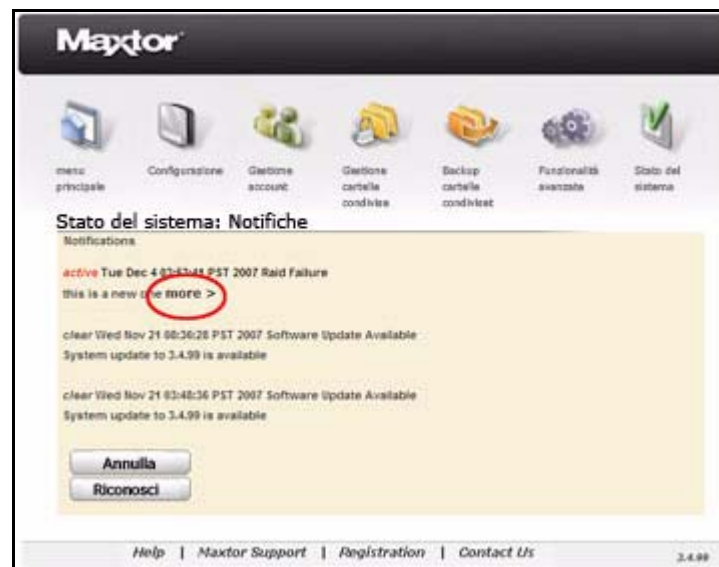 Maxtor
menu principale
Configurazione
Gestione account
Gestione cartelle condivise
Backup cartelle condivise
Funzionalità avanzate
Stato del sistema
Stato del sistema: Notifiche
Notifications
active Tue Dec 4 PST 2007 Raid Failure
this is a new one more >
clear Wed Nov 21 08:36:28 PST 2007 Software Update Available
System update to 3.4.99 is available
clear Wed Nov 21 03:48:36 PST 2007 Software Update Available
System update to 3.4.99 is available
Annulla
Riconosci
Help | Maxtor Support | Registration | Contact Us
3.4.99